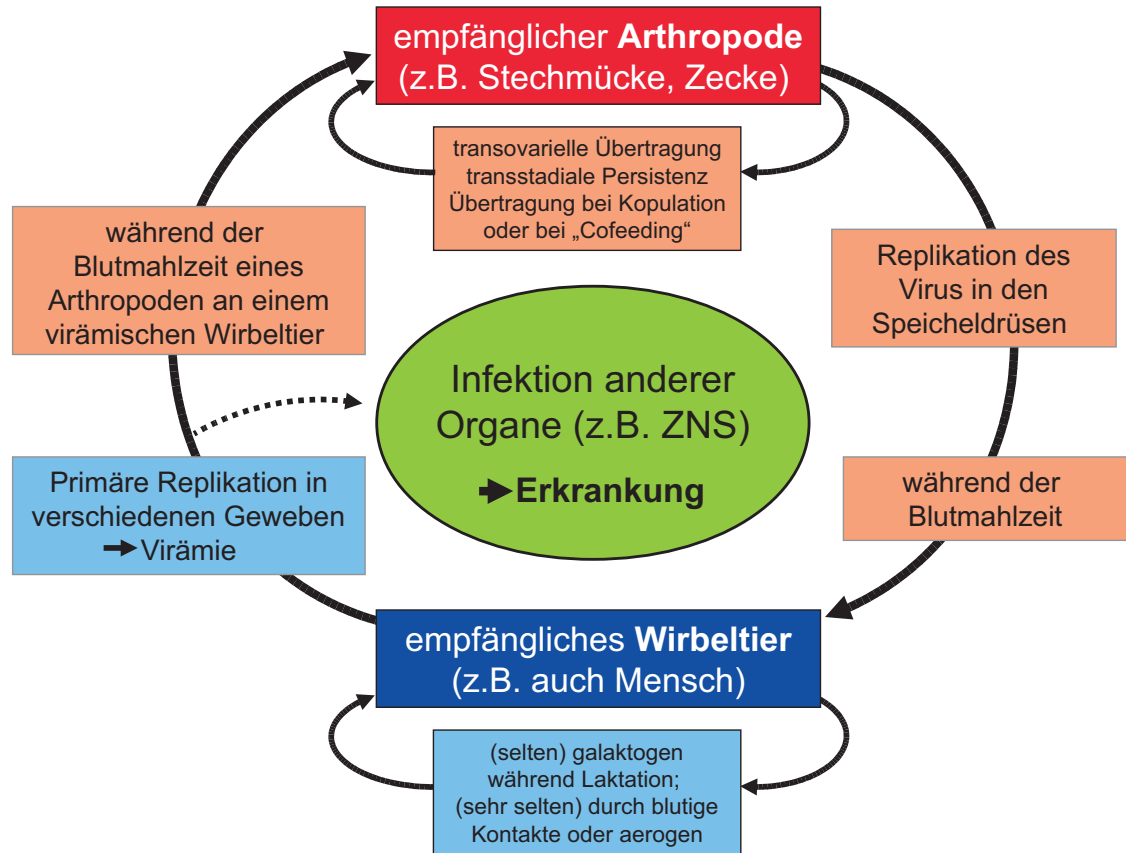 empfänglicher Arthropode
(z.B. Stechmücke, Zecke)
transovarielle Übertragung
transstadiale Persistenz
Übertragung bei Kopulation
oder bei „Cofeeding“
während der
Blutmahlzeit eines
Arthropoden an einem
virämischen Wirbeltier
Replikation des
Virus in den
Speicheldrüsen
Infektion anderer
Organe (z.B. ZNS)
Erkrankung
Primäre Replikation in
verschiedenen Geweben
Virämie
während der
Blutmahlzeit
empfängliches Wirbeltier
(z.B. auch Mensch)
(selten) galaktogen
während Laktation;
(sehr selten) durch blutige
Kontakte oder aerogen